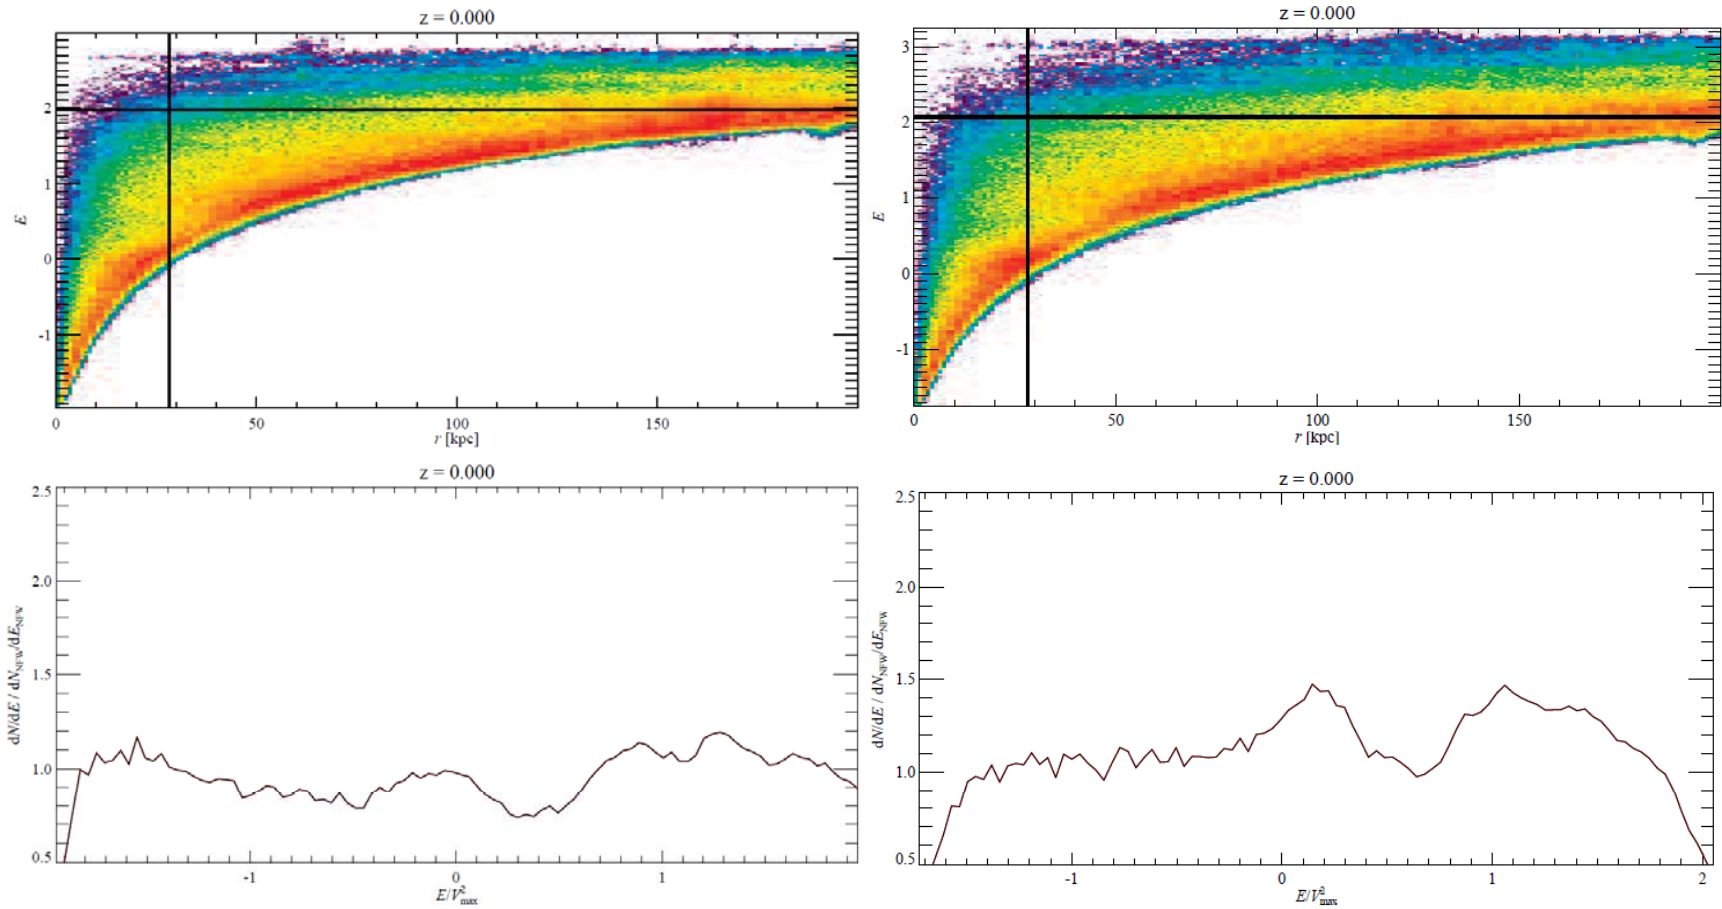 z = 0.000
2
1
0
-1
E
0
50
100
150
r [kpc]
z = 0.000
3
2
1
0
-1
E
0
50
100
150
r [kpc]
z = 0.000
2.5
2.0
1.5
1.0
0.5
dN/dE / dN_NFW/dE_NFW
-1
0
1
E/V²max
z = 0.000
2.5
2.0
1.5
1.0
0.5
dN/dE / dN_NFW/dE_NFW
-1
0
1
2
E/V²max